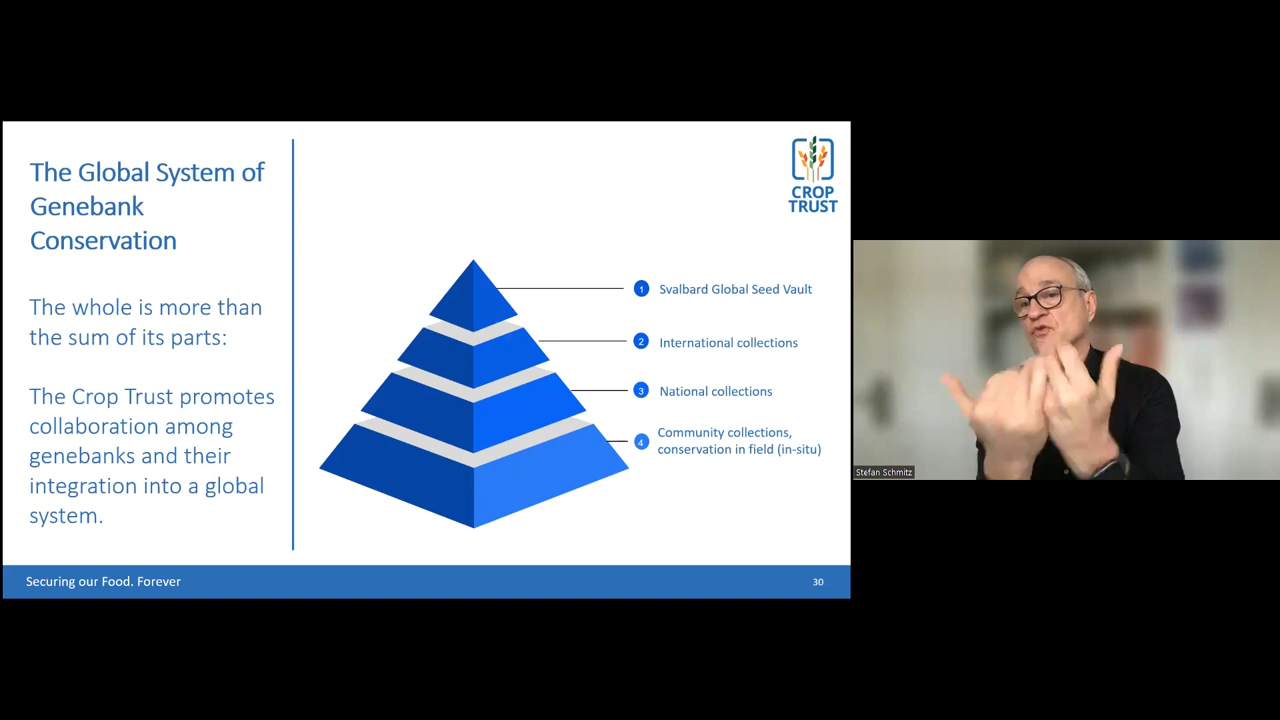 The Global System of
Genebank
Conservation
The whole is more than
the sum of its parts:
The Crop Trust promotes
collaboration among
genebanks and their
integration into a global
system.
CROP
TRUST
1 Svalbard Global Seed Vault
2 International collections
3 National collections
4 Community collections,
conservation in field (in-situ)
Securing our Food. Forever
30
Stefan Schmitz